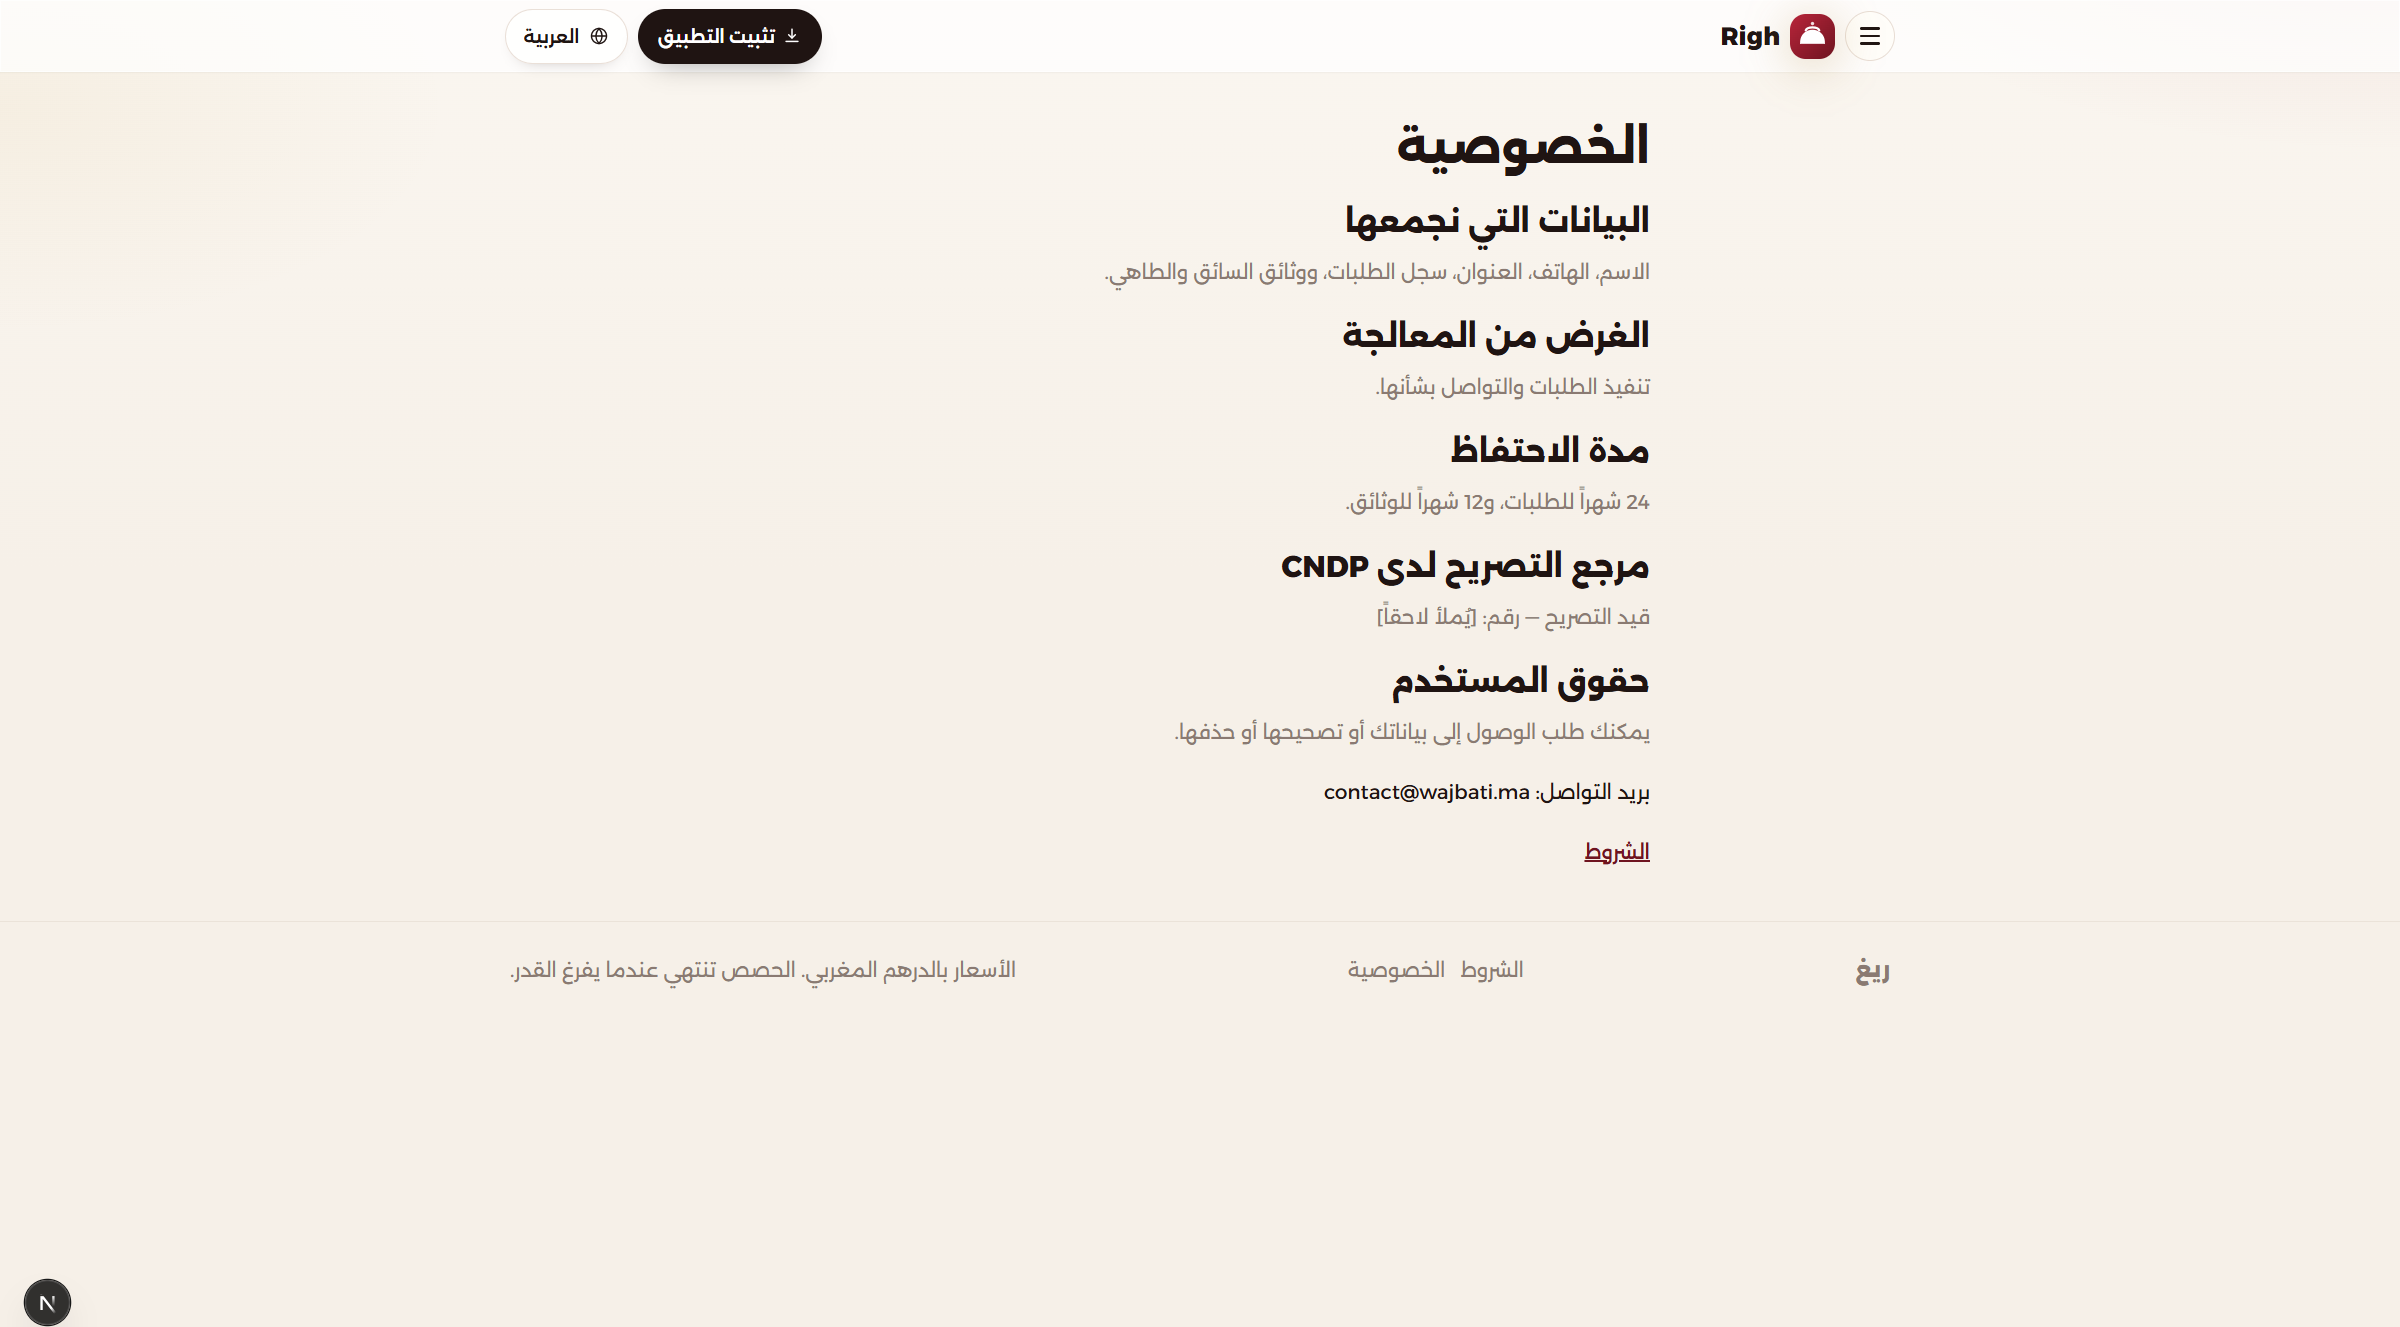 Righ
تثبيت التطبيق
العربية
الخصوصية
البيانات التي نجمعها
الاسم، الهاتف، العنوان، سجل الطلبات، ووثائق السائق والطاهي.
الغرض من المعالجة
تنفيذ الطلبات والتواصل بشأنها.
مدة الاحتفاظ
24 شهراً للطلبات، و12 شهراً للوثائق.
مرجع التصريح لدى CNDP
قيد التصريح — رقم: [يُملأ لاحقاً]
حقوق المستخدم
يمكنك طلب الوصول إلى بياناتك أو تصحيحها أو حذفها.
بريد التواصل: contact@wajbati.ma
الشروط
ريغ
الشروط الخصوصية
الأسعار بالدرهم المغربي. الحصص تنتهي عندما يفرغ القدر.
N